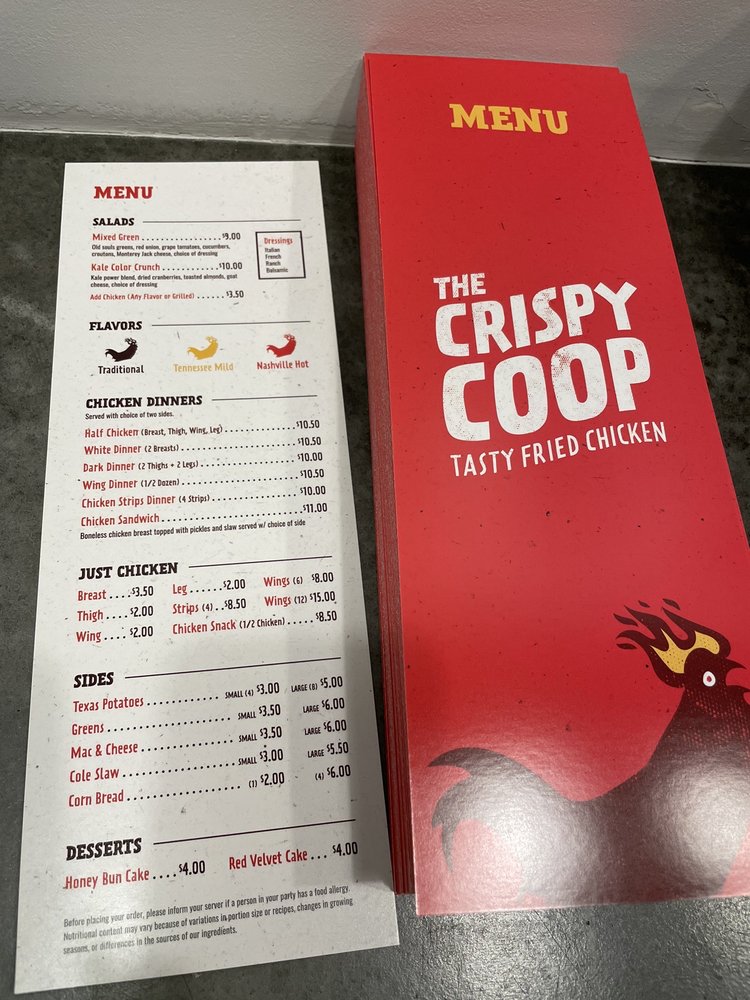 MENU
SALADS
Mixed Green . . . . . . . . . . . . . . . . . . . $9.00
Old souls greens, red onion, grape tomatoes, cucumbers,
croutons, Monterey Jack cheese, choice of dressing
Kale Color Crunch . . . . . . . . . . . . . $10.00
Kale power blend, dried cranberries, toasted almonds, goat
cheese, choice of dressing
Add Chicken (Any Flavor or Grilled) . . . . . . $3.50
Dressings
Italian
French
Ranch
Balsamic
FLAVORS
Traditional Tennessee Mild Nashville Hot
CHICKEN DINNERS
Served with choice of two sides.
Half Chicken (Breast, Thigh, Wing, Leg) . . . . . . . . . . . . . . . . . $10.50
White Dinner (2 Breasts) . . . . . . . . . . . . . . . . . . . . . . . . . . $10.50
Dark Dinner (2 Thighs + 2 Legs) . . . . . . . . . . . . . . . . . . . . . $10.00
Wing Dinner (1/2 Dozen) . . . . . . . . . . . . . . . . . . . . . . . . . $10.50
Chicken Strips Dinner (4 Strips) . . . . . . . . . . . . . . . . . . . $10.00
Chicken Sandwich . . . . . . . . . . . . . . . . . . . . . . . . . . . . . $11.00
Boneless chicken breast topped with pickles and slaw served w/ choice of side
JUST CHICKEN
Breast . . . . $3.50 Leg . . . . . . $2.00 Wings (6) $8.00
Thigh . . . . $2.00 Strips (4) . . $8.50 Wings (12) $15.00
Wing . . . . $2.00 Chicken Snack (1/2 Chicken) . . . . . $8.50
SIDES
Texas Potatoes . . . . . . . . . . . . . . SMALL (4) $3.00 LARGE (8) $5.00
Greens . . . . . . . . . . . . . . . . . . . . . . SMALL $3.50 LARGE $6.00
Mac & Cheese . . . . . . . . . . . . . . . . . SMALL $3.50 LARGE $6.00
Cole Slaw . . . . . . . . . . . . . . . . . . . . SMALL $3.00 LARGE $5.50
Corn Bread . . . . . . . . . . . . . . . . . . . . (1) $2.00 (4) $6.00
DESSERTS
Honey Bun Cake . . . . $4.00 Red Velvet Cake . . . $4.00
Before placing your order, please inform your server if a person in your party has a food allergy.
Nutritional content may vary because of variations in portion size or recipes, changes in growing
seasons, or differences in the sources of our ingredients.
MENU
THE
CRISPY
COOP
TASTY FRIED CHICKEN